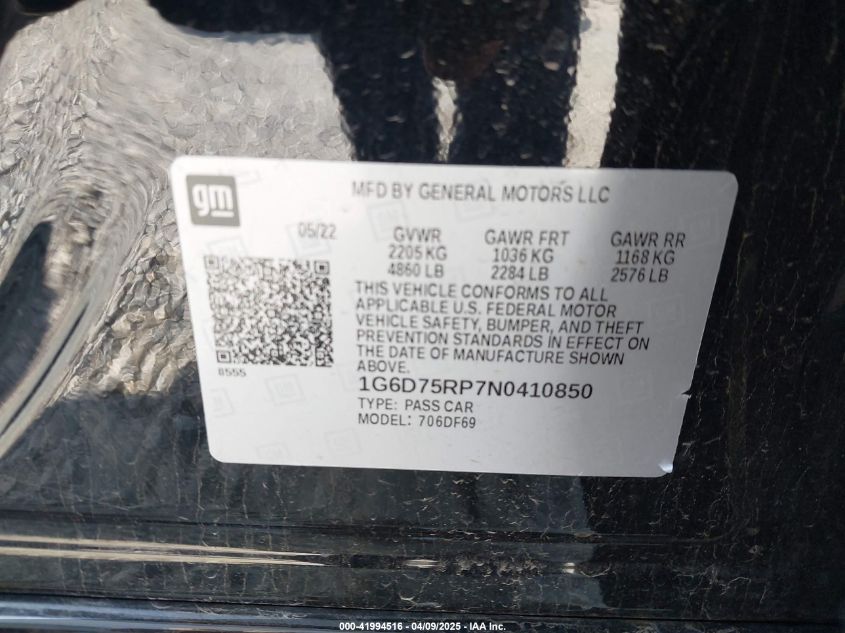 gm
MFD BY GENERAL MOTORS LLC
05/22 GVWR GAWR FRT GAWR RR
2205 KG 1036 KG 1168 KG
4860 LB 2284 LB 2576 LB
THIS VEHICLE CONFORMS TO ALL
APPLICABLE U.S. FEDERAL MOTOR
VEHICLE SAFETY, BUMPER, AND THEFT
PREVENTION STANDARDS IN EFFECT ON
THE DATE OF MANUFACTURE SHOWN
ABOVE.
8555
1G6D75RP7N0410850
TYPE: PASS CAR
MODEL: 706DF69
000-41994516 - 04/09/2025 - IAA Inc.